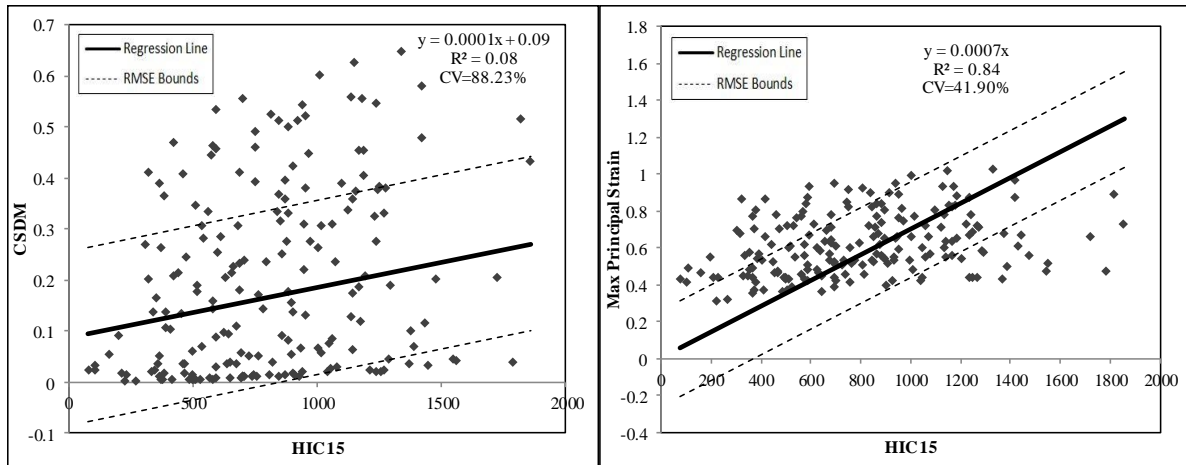 0.7
0.6
0.5
0.4
0.3
0.2
0.1
0
-0.1
CSDM
Regression Line
RMSE Bounds
y = 0.0001x + 0.09
R² = 0.08
CV=88.23%
0 500 1000 1500 2000
HIC15
1.8
1.6
1.4
1.2
1
0.8
0.6
0.4
0.2
0
-0.2
-0.4
Max Principal Strain
Regression Line
RMSE Bounds
y = 0.0007x
R² = 0.84
CV=41.90%
0 200 400 600 800 1000 1200 1400 1600 1800 2000
HIC15